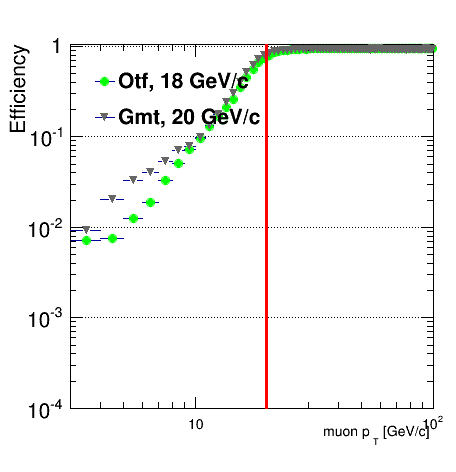 Efficiency
1
Otf, 18 GeV/c
Gmt, 20 GeV/c
10-1
10-2
10-3
10-4
10
102
muon pT [GeV/c]